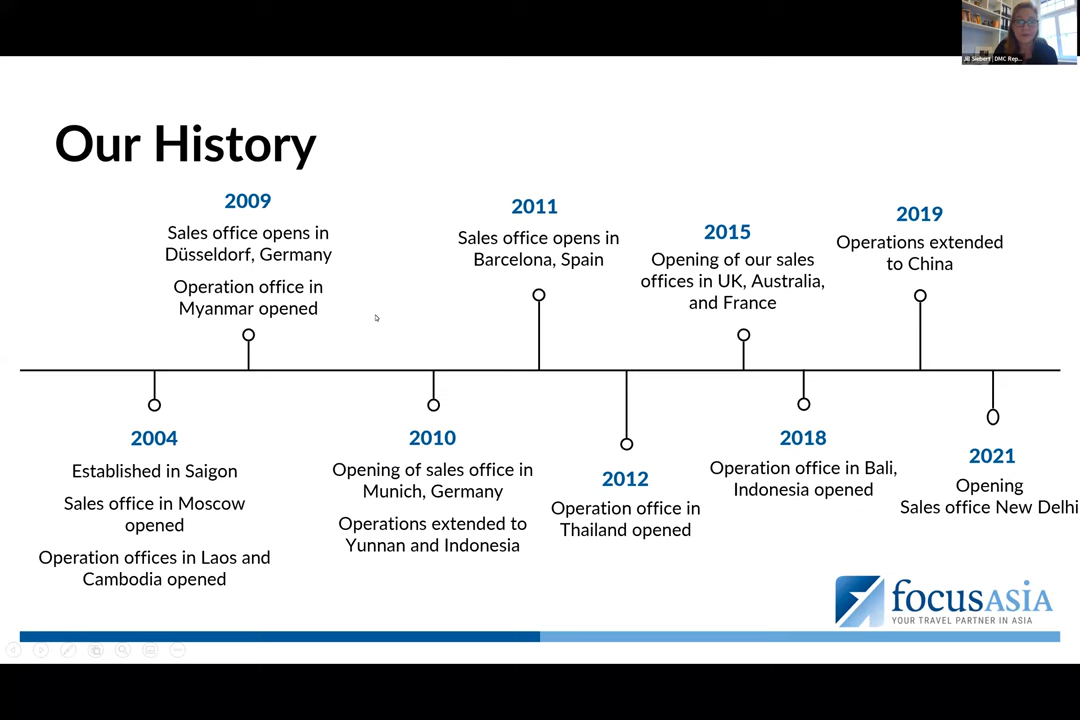 Jill Siebert | DMC Rep...
Our History
2009
Sales office opens in
Düsseldorf, Germany
Operation office in
Myanmar opened
2011
Sales office opens in
Barcelona, Spain
2015
Opening of our sales
offices in UK, Australia,
and France
2019
Operations extended
to China
2004
Established in Saigon
Sales office in Moscow
opened
Operation offices in Laos and
Cambodia opened
2010
Opening of sales office in
Munich, Germany
Operations extended to
Yunnan and Indonesia
2012
Operation office in
Thailand opened
2018
Operation office in Bali,
Indonesia opened
2021
Opening
Sales office New Delhi
focusASIA
YOUR TRAVEL PARTNER IN ASIA